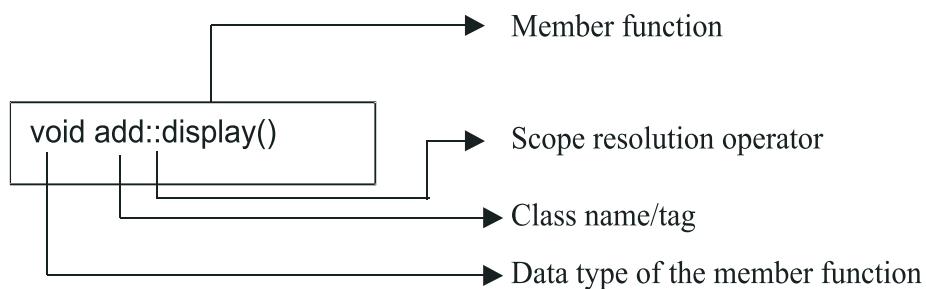 Member function
void add::display()
Scope resolution operator
Class name/tag
Data type of the member function